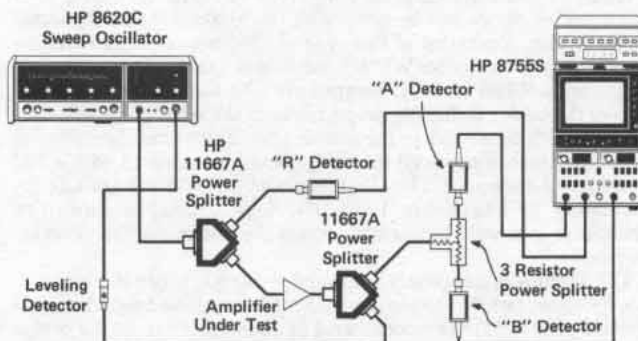 HP 8620C
Sweep Oscillator
HP 8755S
"A" Detector
HP
11667A
Power
Splitter
"R" Detector
11667A
Power
Splitter
3 Resistor
Power Splitter
Leveling
Detector
Amplifier
Under Test
"B" Detector